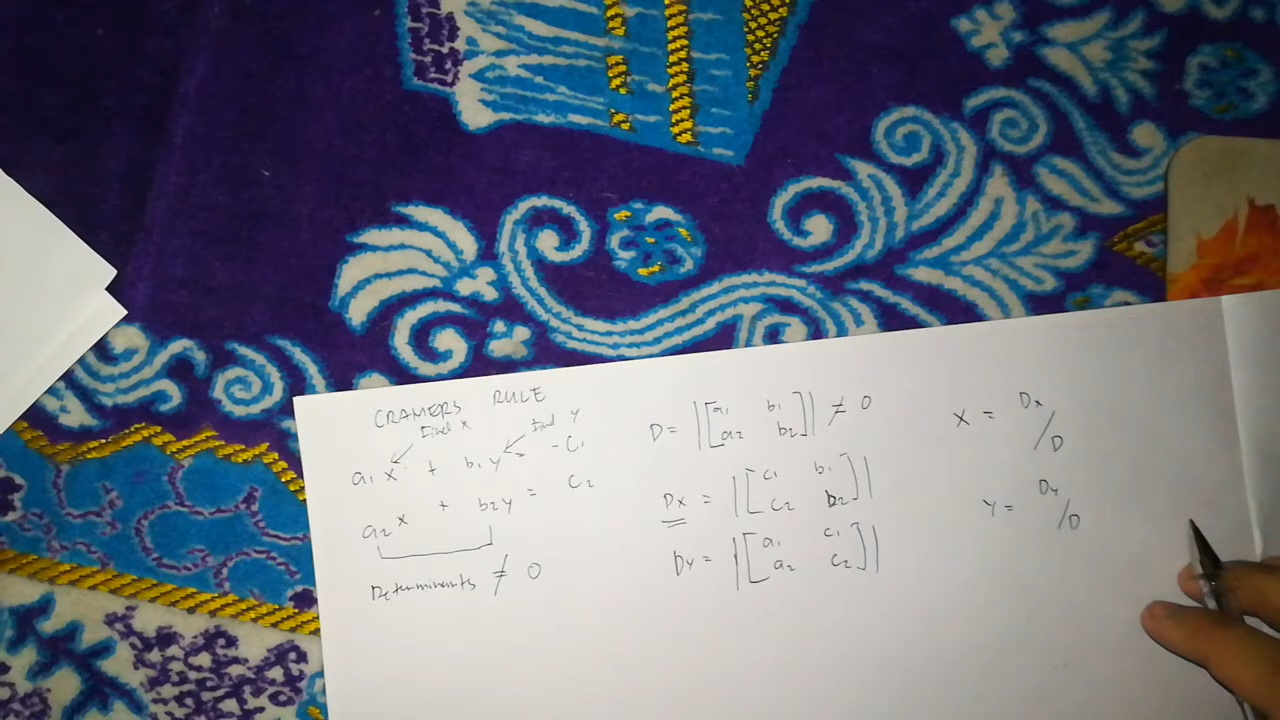 CRAMERS RULE
Find x
Find y
a1 x + b1 y = C1
a2 x + b2 y = C2
Determinants ≠ 0
D = |[a1 b1
a2 b2]| ≠ 0
Dx = |[c1 b1
c2 b2]|
Dy = |[a1 c1
a2 c2]|
X = Dx/D
Y = Dy/D